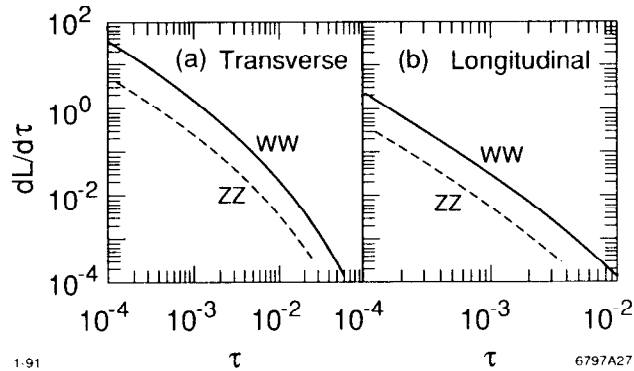 10² (a) Transverse (b) Longitudinal
10⁰
dL/dτ
WW WW
10⁻² ZZ ZZ
10⁻⁴
10⁻⁴ 10⁻³ 10⁻² 10⁻⁴ 10⁻³ 10⁻²
1-91 τ τ 6797A27